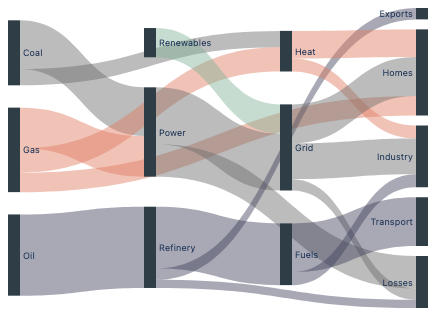 Exports
Renewables
Coal
Heat
Homes
Power
Gas
Grid
Industry
Transport
Refinery
Oil
Fuels
Losses